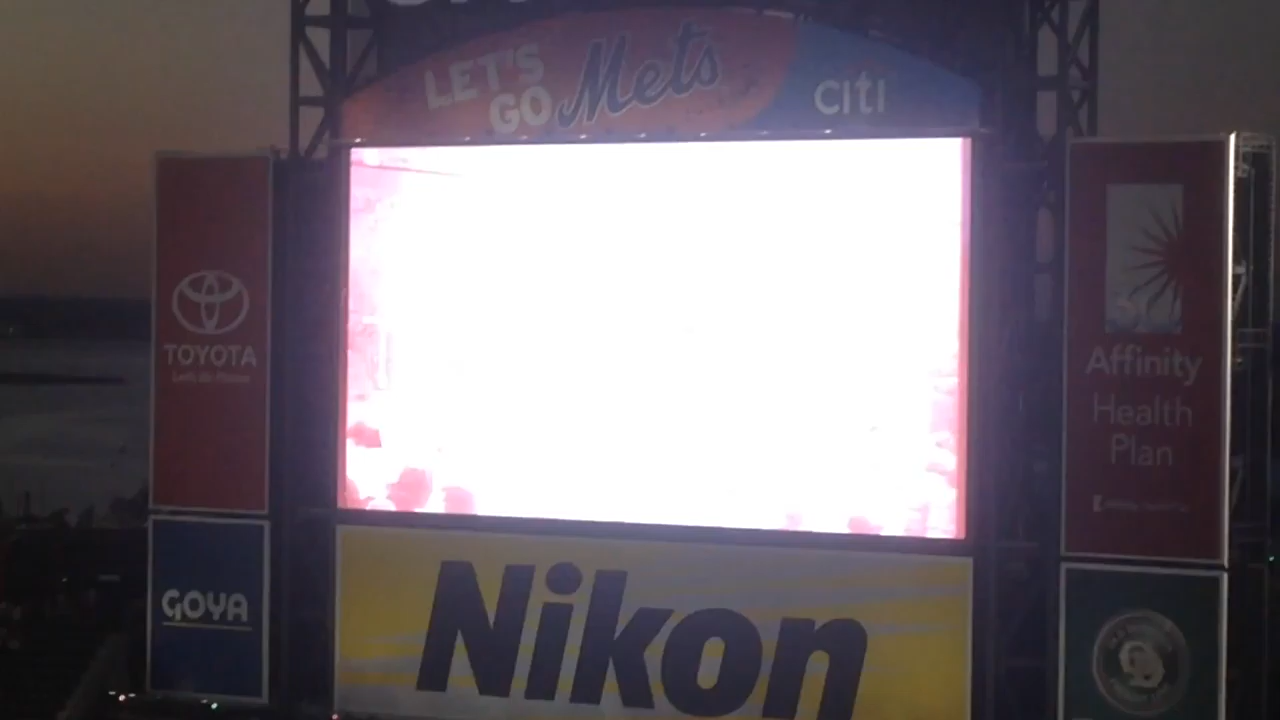 LET'S
GO Mets
citi
TOYOTA
Affinity
Health
Plan
GOYA
Nikon